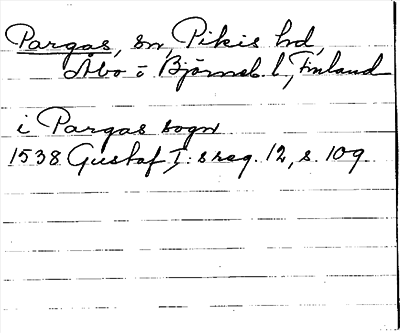 Pargas, sn, Pikis hd,
Åbo o Björneb. l, Finland
i Pargas sogn
1538 Gustaf I: s reg. 12, s. 109.